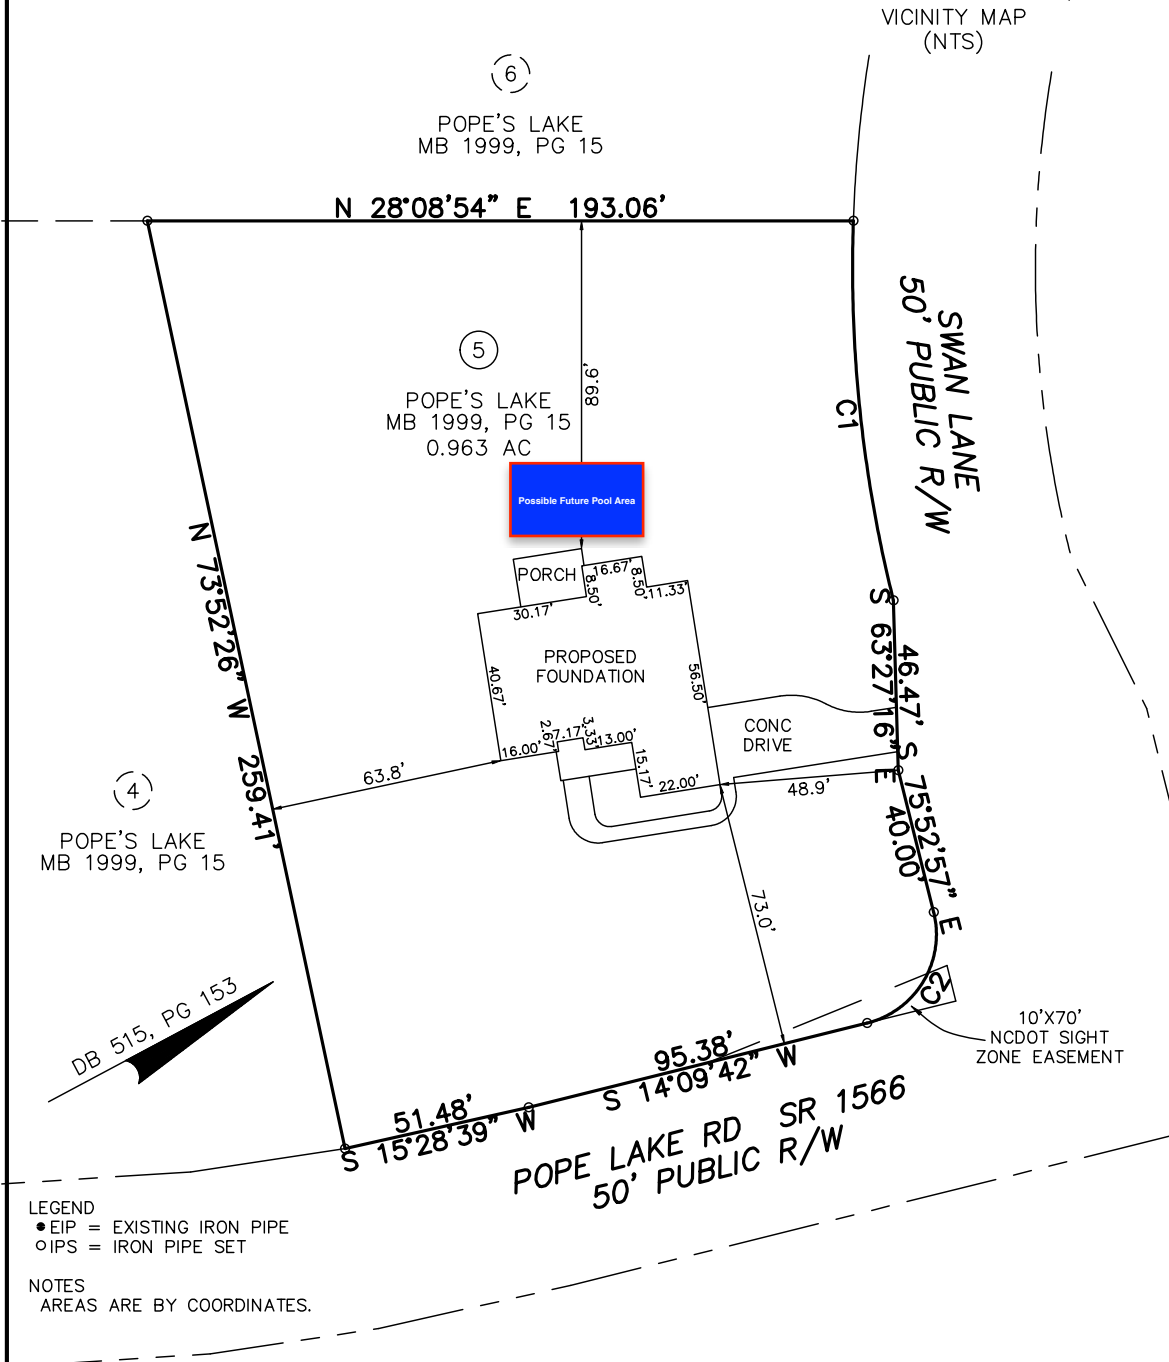 VICINITY MAP
(NTS)
6
POPE'S LAKE
MB 1999, PG 15
N 28°08'54" E 193.06'
SWAN LANE
50' PUBLIC R/W
C1
5
POPE'S LAKE
MB 1999, PG 15
0.963 AC
89.6'
Possible Future Pool Area
PORCH
16.67'
8.50'
8.50'
11.33'
30.17'
N 73°52'26" W 259.41'
PROPOSED
FOUNDATION
40.67'
56.50'
S 63°27'16" E
46.47'
CONC
DRIVE
16.00'
2.67'
7.17'
3.33'
13.00'
15.17'
22.00'
63.8'
48.9'
S 75°52'57" E
40.00'
4
POPE'S LAKE
MB 1999, PG 15
73.0'
C2
DB 515, PG 153
10'X70'
NCDOT SIGHT
ZONE EASEMENT
95.38'
S 14°09'42" W
51.48'
S 15°28'39" W
POPE LAKE RD SR 1566
50' PUBLIC R/W
LEGEND
EIP = EXISTING IRON PIPE
IPS = IRON PIPE SET
NOTES
AREAS ARE BY COORDINATES.